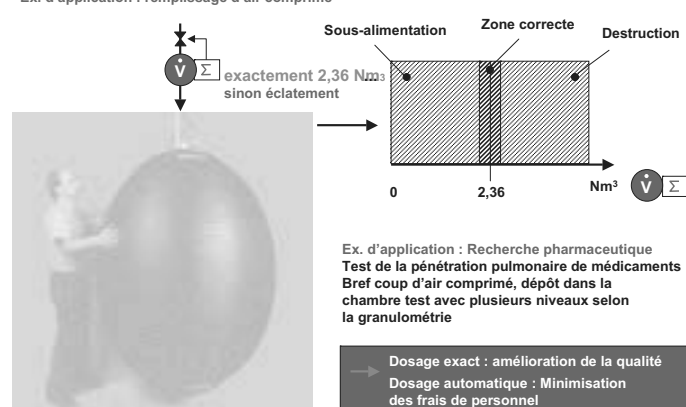 Ex. d'application : remplissage d'air comprimé
Sous-alimentation
Zone correcte
Destruction
V̇ Σ
exactement 2,36 Nm³ ...
sinon éclatement
0
2,36
Nm³
V̇ Σ
Ex. d'application : Recherche pharmaceutique
Test de la pénétration pulmonaire de médicaments
Bref coup d'air comprimé, dépôt dans la
chambre test avec plusieurs niveaux selon
la granulométrie
Dosage exact : amélioration de la qualité
Dosage automatique : Minimisation
des frais de personnel